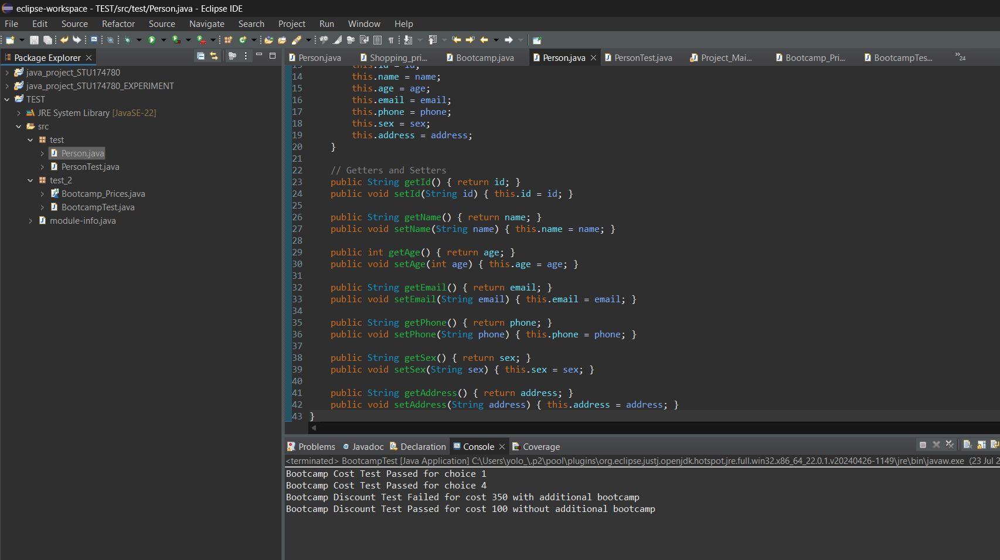 eclipse-workspace - TEST/src/test/Person.java - Eclipse IDE
File Edit Source Refactor Source Navigate Search Project Run Window Help
Package Explorer
java_project_STU174780
java_project_STU174780_EXPERIMENT
TEST
JRE System Library [JavaSE-22]
src
test
Person.java
PersonTest.java
test_2
Bootcamp_Prices.java
BootcampTest.java
module-info.java
Person.java Shopping_pri... Bootcamp.java Person.java PersonTest.java Project_Mai... Bootcamp_Pri... BootcampTes... »24
13 this.id = id;
14 this.name = name;
15 this.age = age;
16 this.email = email;
17 this.phone = phone;
18 this.sex = sex;
19 this.address = address;
20 }
21
22 // Getters and Setters
23 public String getId() { return id; }
24 public void setId(String id) { this.id = id; }
25
26 public String getName() { return name; }
27 public void setName(String name) { this.name = name; }
28
29 public int getAge() { return age; }
30 public void setAge(int age) { this.age = age; }
31
32 public String getEmail() { return email; }
33 public void setEmail(String email) { this.email = email; }
34
35 public String getPhone() { return phone; }
36 public void setPhone(String phone) { this.phone = phone; }
37
38 public String getSex() { return sex; }
39 public void setSex(String sex) { this.sex = sex; }
40
41 public String getAddress() { return address; }
42 public void setAddress(String address) { this.address = address; }
43 }
Problems Javadoc Declaration Console Coverage
<terminated> BootcampTest [Java Application] C:\Users\yolo_\.p2\pool\plugins\org.eclipse.justj.openjdk.hotspot.jre.full.win32.x86_64_22.0.1.v20240426-1149\jre\bin\javaw.exe (23 Jul 2
Bootcamp Cost Test Passed for choice 1
Bootcamp Cost Test Passed for choice 4
Bootcamp Discount Test Failed for cost 350 with additional bootcamp
Bootcamp Discount Test Passed for cost 100 without additional bootcamp